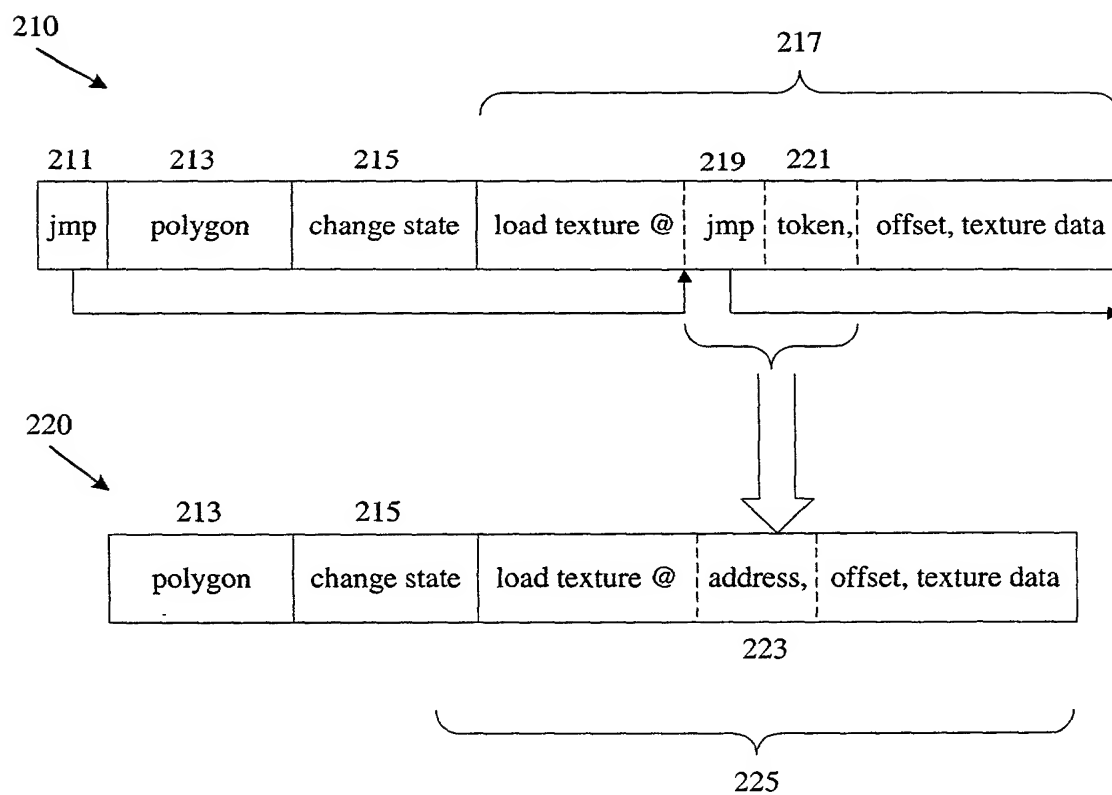 210
217
211 213 215 219 221
jmp polygon change state load texture @ jmp token, offset, texture data
220
213 215
polygon change state load texture @ address, offset, texture data
223
225